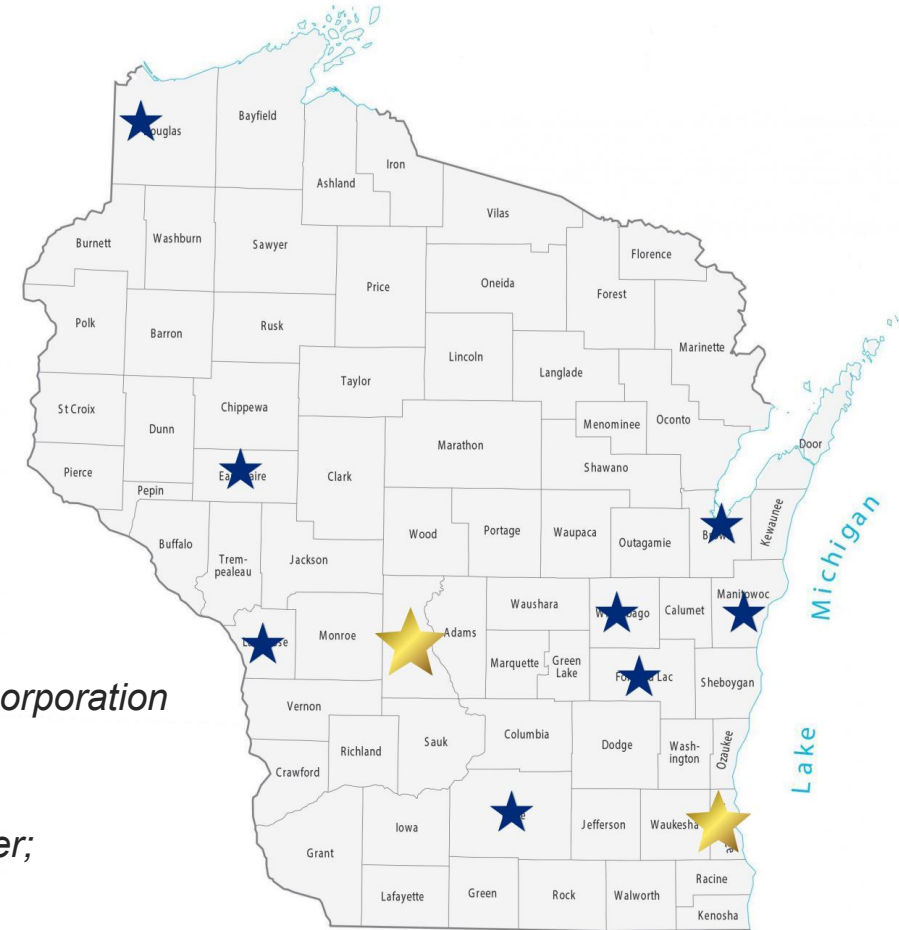 Bayfield
Douglas
Iron
Ashland
Vilas
Burnett
Washburn
Sawyer
Florence
Price
Oneida
Forest
Polk
Barron
Rusk
Lincoln
Marinette
Langlade
Taylor
St Croix
Chippewa
Dunn
Menominee
Oconto
Marathon
Door
Pierce
Clark
Shawano
Pepin
Kewaunee
Wood
Portage
Waupaca
Outagamie
Buffalo
Trem-
pealeau
Jackson
Michigan
Manitowoc
Waushara
Calumet
Monroe
Adams
Marquette
Green
Lake
Lac
Sheboygan
orporation
Vernon
Columbia
Sauk
Dodge
Wash-
ington
Ozaukee
Richland
Crawford
Lake
Iowa
Jefferson
Waukesha
er;
Grant
Racine
Lafayette
Green
Rock
Walworth
Kenosha